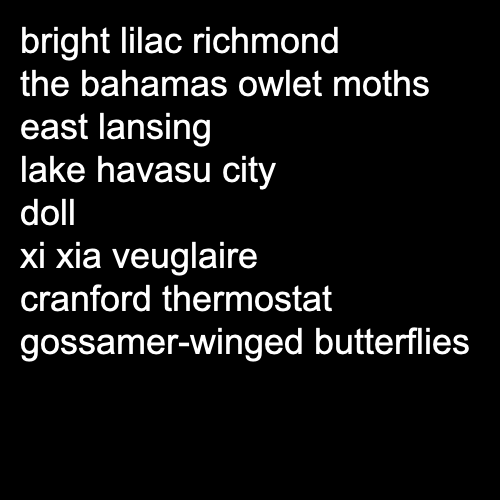 bright lilac richmond
the bahamas owlet moths
east lansing
lake havasu city
doll
xi xia veuglaire
cranford thermostat
gossamer-winged butterflies